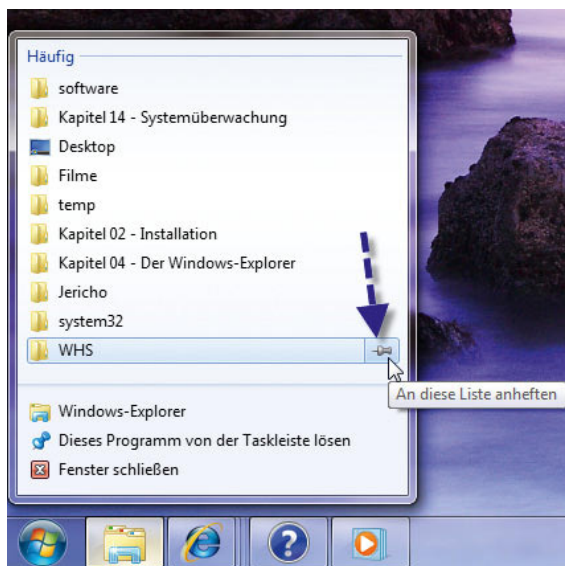 Häufig
software
Kapitel 14 - Systemüberwachung
Desktop
Filme
temp
Kapitel 02 - Installation
Kapitel 04 - Der Windows-Explorer
Jericho
system32
WHS
An diese Liste anheften
Windows-Explorer
Dieses Programm von der Taskleiste lösen
Fenster schließen